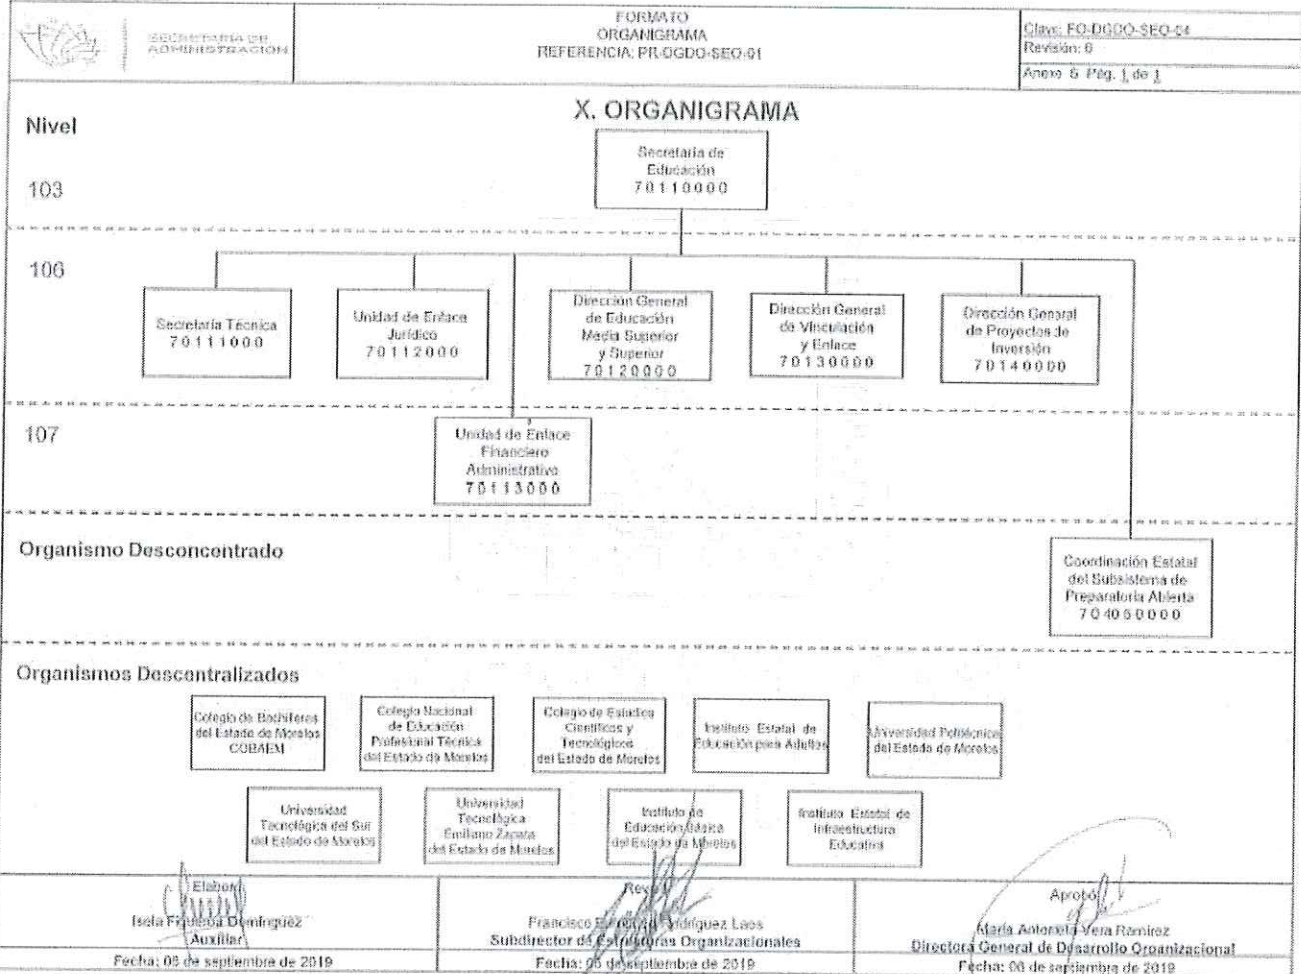 SECRETARÍA DE
ADMINISTRACIÓN
FORMATO
ORGANIGRAMA
REFERENCIA: PR-DGDO-SEO-01
Clave: FO-DGDO-SEO-04
Revisión: 0
Anexo 6 Pág. 1 de 1
X. ORGANIGRAMA
Nivel
103
Secretaría de
Educación
70110000
106
Secretaría Técnica
70111000
Unidad de Enlace
Jurídico
70112000
Dirección General
de Educación
Media Superior
y Superior
70120000
Dirección General
de Vinculación
y Enlace
70130000
Dirección General
de Proyectos de
Inversión
70140000
107
Unidad de Enlace
Financiero
Administrativo
70113000
Organismo Desconcentrado
Coordinación Estatal
del Subsistema de
Preparatoria Abierta
Organismos Descentralizados
Colegio de Bachilleres
del Estado de Morelos
COBAEM
Colegio Nacional
de Educación
Profesional Técnica
del Estado de Morelos
Colegio de Estudios
Científicos y
Tecnológicos
del Estado de Morelos
Instituto Estatal de
Educación para Adultos
Universidad Politécnica
del Estado de Morelos
Universidad
Tecnológica del Sur
del Estado de Morelos
Universidad
Tecnológica
Emiliano Zapata
del Estado de Morelos
Instituto de
Educación Básica
del Estado de Morelos
Instituto Estatal de
Infraestructura
Educativa
Elaboró
Isela Figueroa Domínguez
Auxiliar
Fecha: de septiembre de 2019
Revisó
Francisco Rodríguez Laos
Subdirector de Estructuras Organizacionales
Fecha: de septiembre de 2019
Aprobó
María Antonieta Vera Ramírez
Directora General de Desarrollo Organizacional
Fecha: de septiembre de 2019